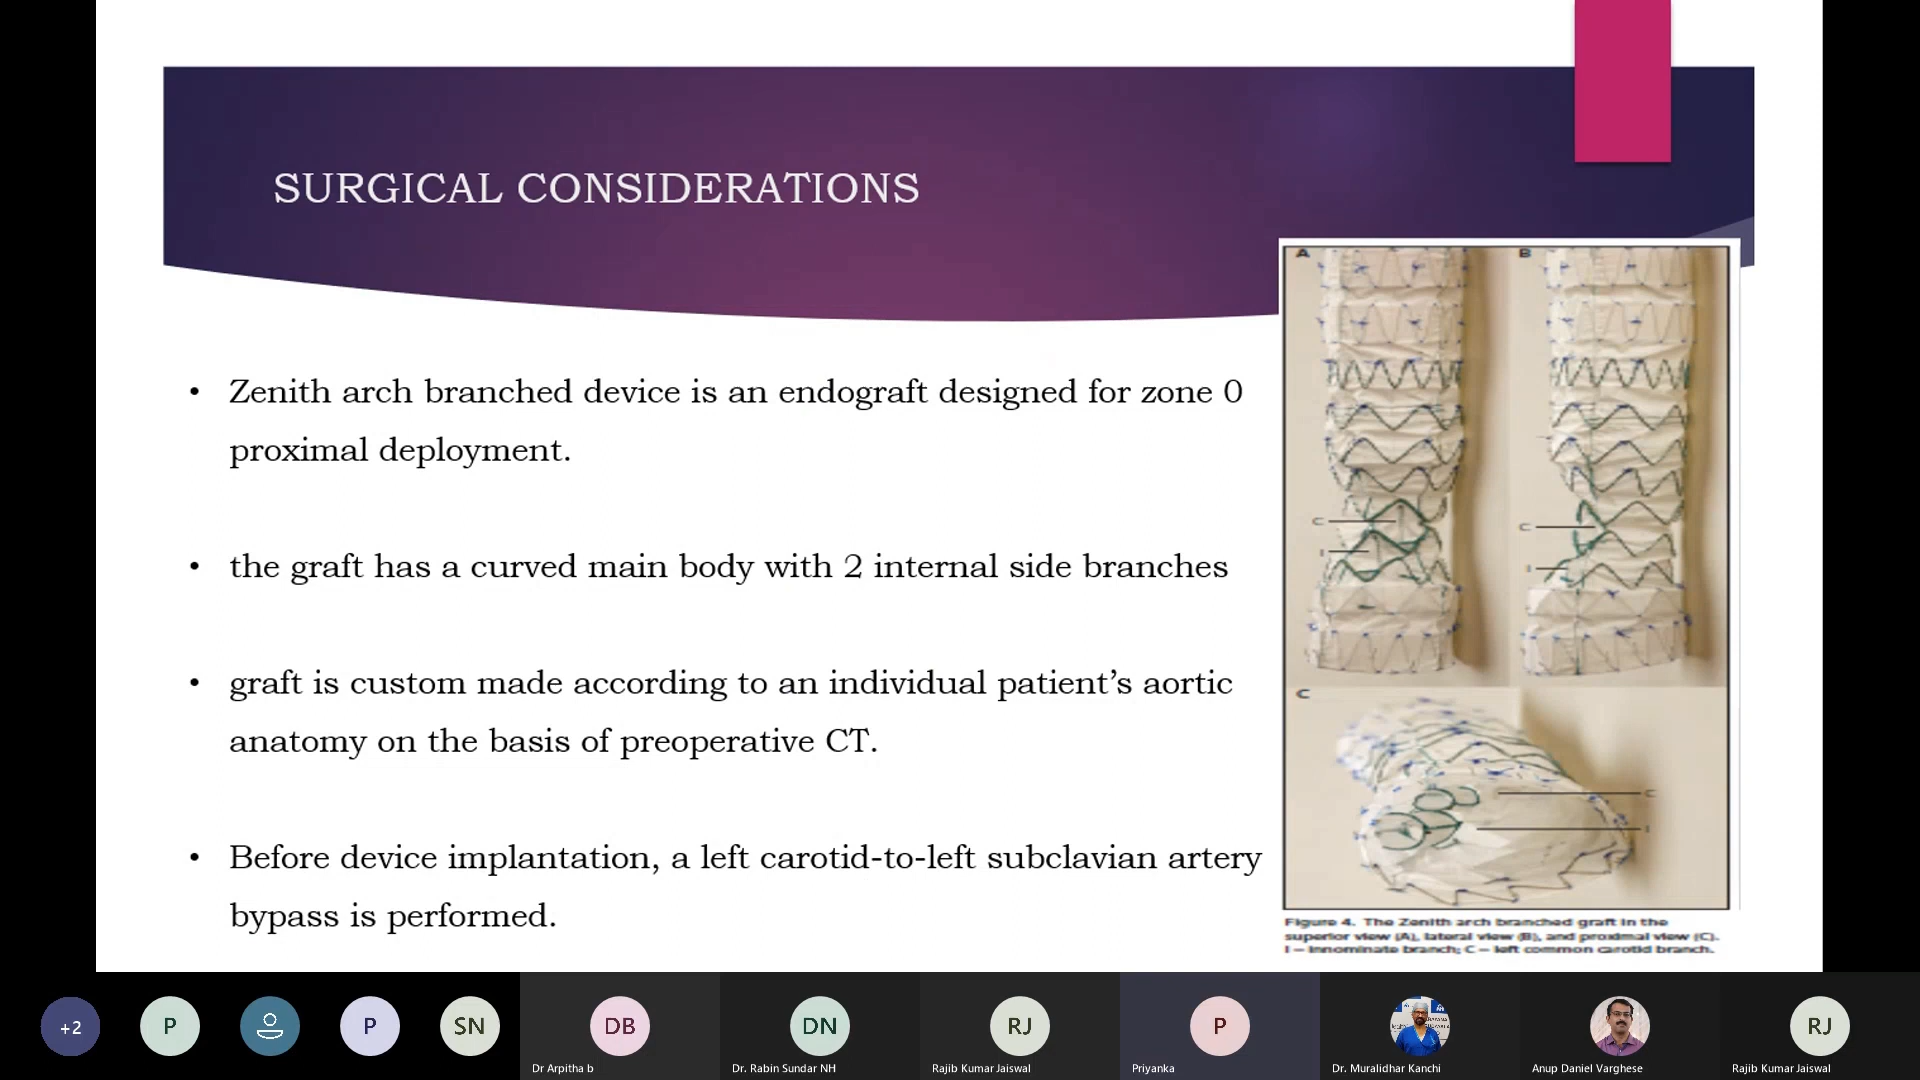 SURGICAL CONSIDERATIONS
• Zenith arch branched device is an endograft designed for zone 0
proximal deployment.
• the graft has a curved main body with 2 internal side branches
• graft is custom made according to an individual patient’s aortic
anatomy on the basis of preoperative CT.
• Before device implantation, a left carotid-to-left subclavian artery
bypass is performed.
A
B
C
I
C
I
C
C
I
Figure 4. The Zenith arch branched graft in the
superior view (A), lateral view (B), and proximal view (C).
I – Innominate branch; C – left common carotid branch.
+2
P
P
SN
DB
DN
RJ
P
RJ
Dr Arpitha b
Dr. Rabin Sundar NH
Rajib Kumar Jaiswal
Priyanka
Dr. Muralidhar Kanchi
Anup Daniel Varghese
Rajib Kumar Jaiswal